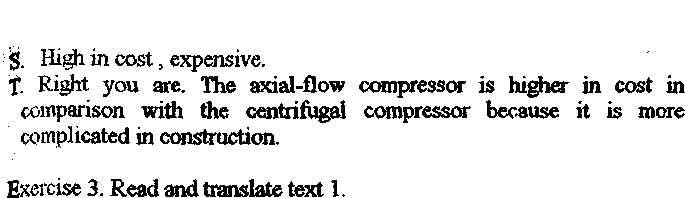 S. High in cost, expensive.
T. Right you are. The axial-flow compressor is higher in cost in
comparison with the centrifugal compressor because it is more
complicated in construction.
Exercise 3. Read and translate text 1.